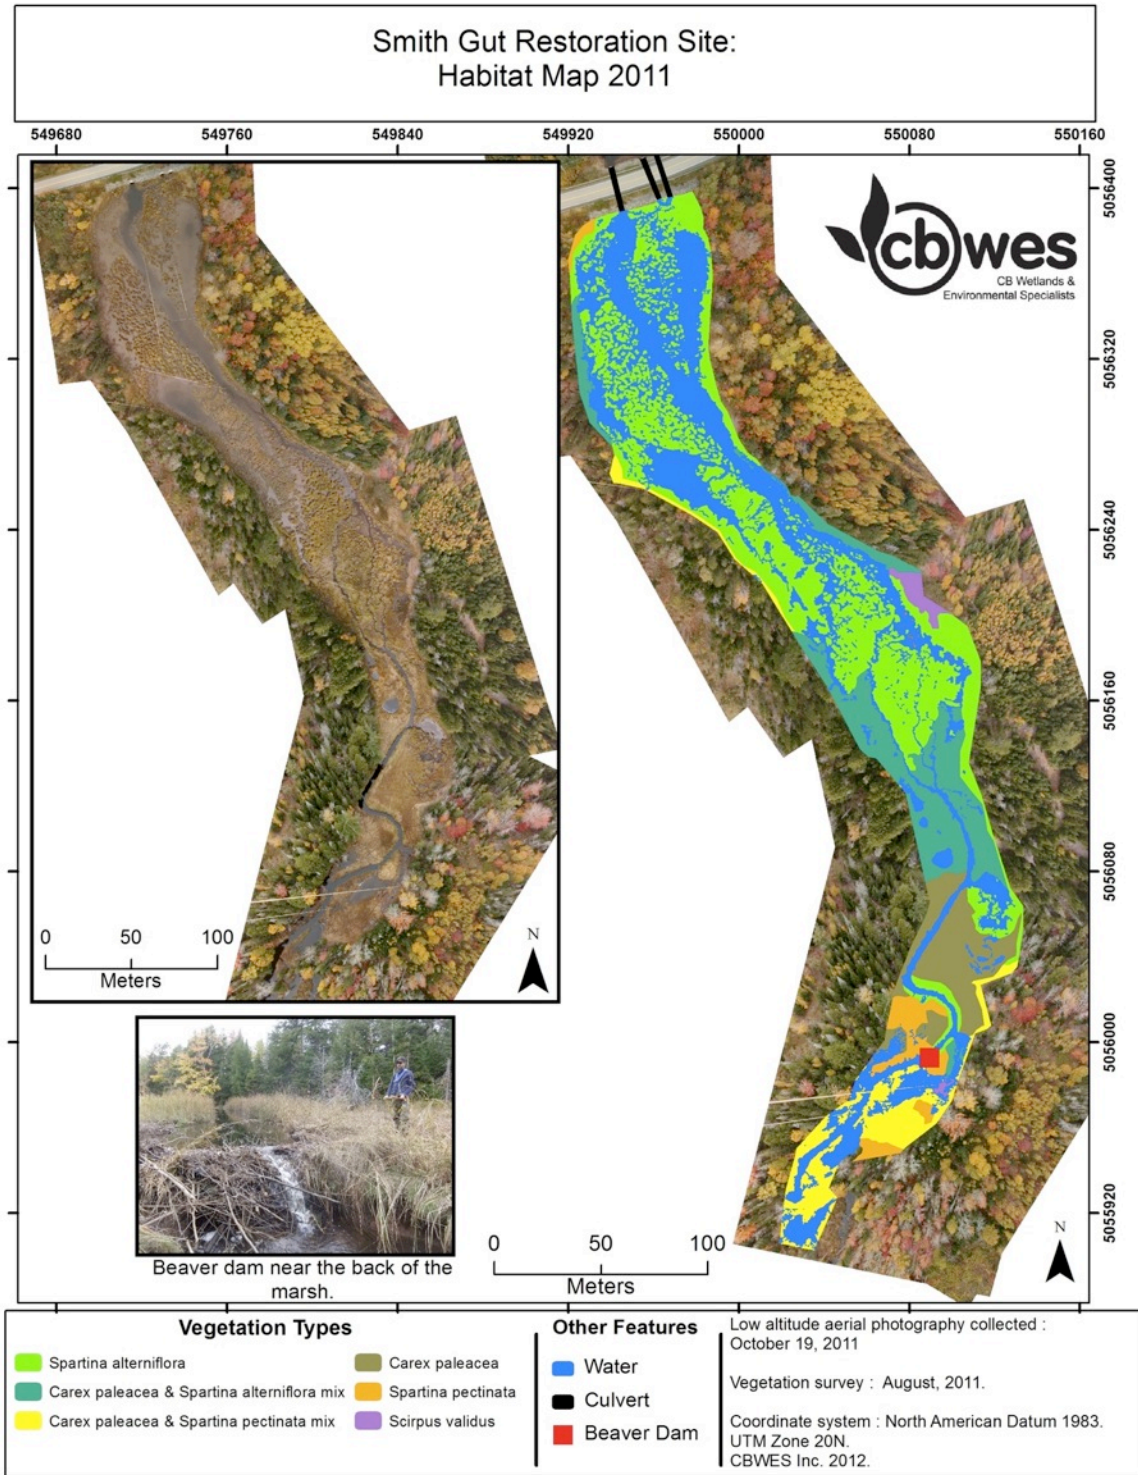 Smith Gut Restoration Site:
Habitat Map 2011
549680 549760 549840 549920 550000 550080 550160
5056400
5056320
5056240
5056160
5056080
5056000
5055920
cbwes
CB Wetlands &
Environmental Specialists
0 50 100
Meters
N
Beaver dam near the back of the
marsh.
0 50 100
Meters
N
Vegetation Types
Spartina alterniflora
Carex paleacea & Spartina alterniflora mix
Carex paleacea & Spartina pectinata mix
Carex paleacea
Spartina pectinata
Scirpus validus
Other Features
Water
Culvert
Beaver Dam
Low altitude aerial photography collected :
October 19, 2011
Vegetation survey : August, 2011.
Coordinate system : North American Datum 1983.
UTM Zone 20N.
CBWES Inc. 2012.